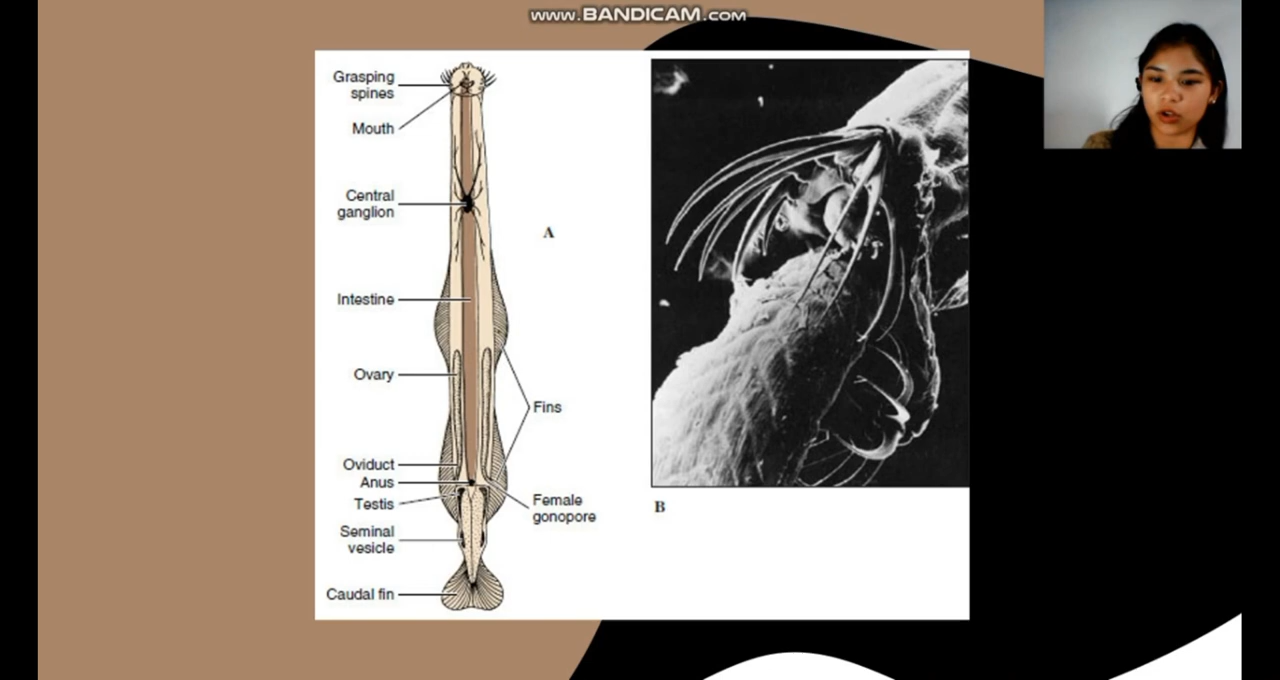 www.BANDICAM.com
Grasping
spines
Mouth
Central
ganglion
A
Intestine
Ovary
Fins
Oviduct
Anus
Testis
Female
gonopore
Seminal
vesicle
Caudal fin
B